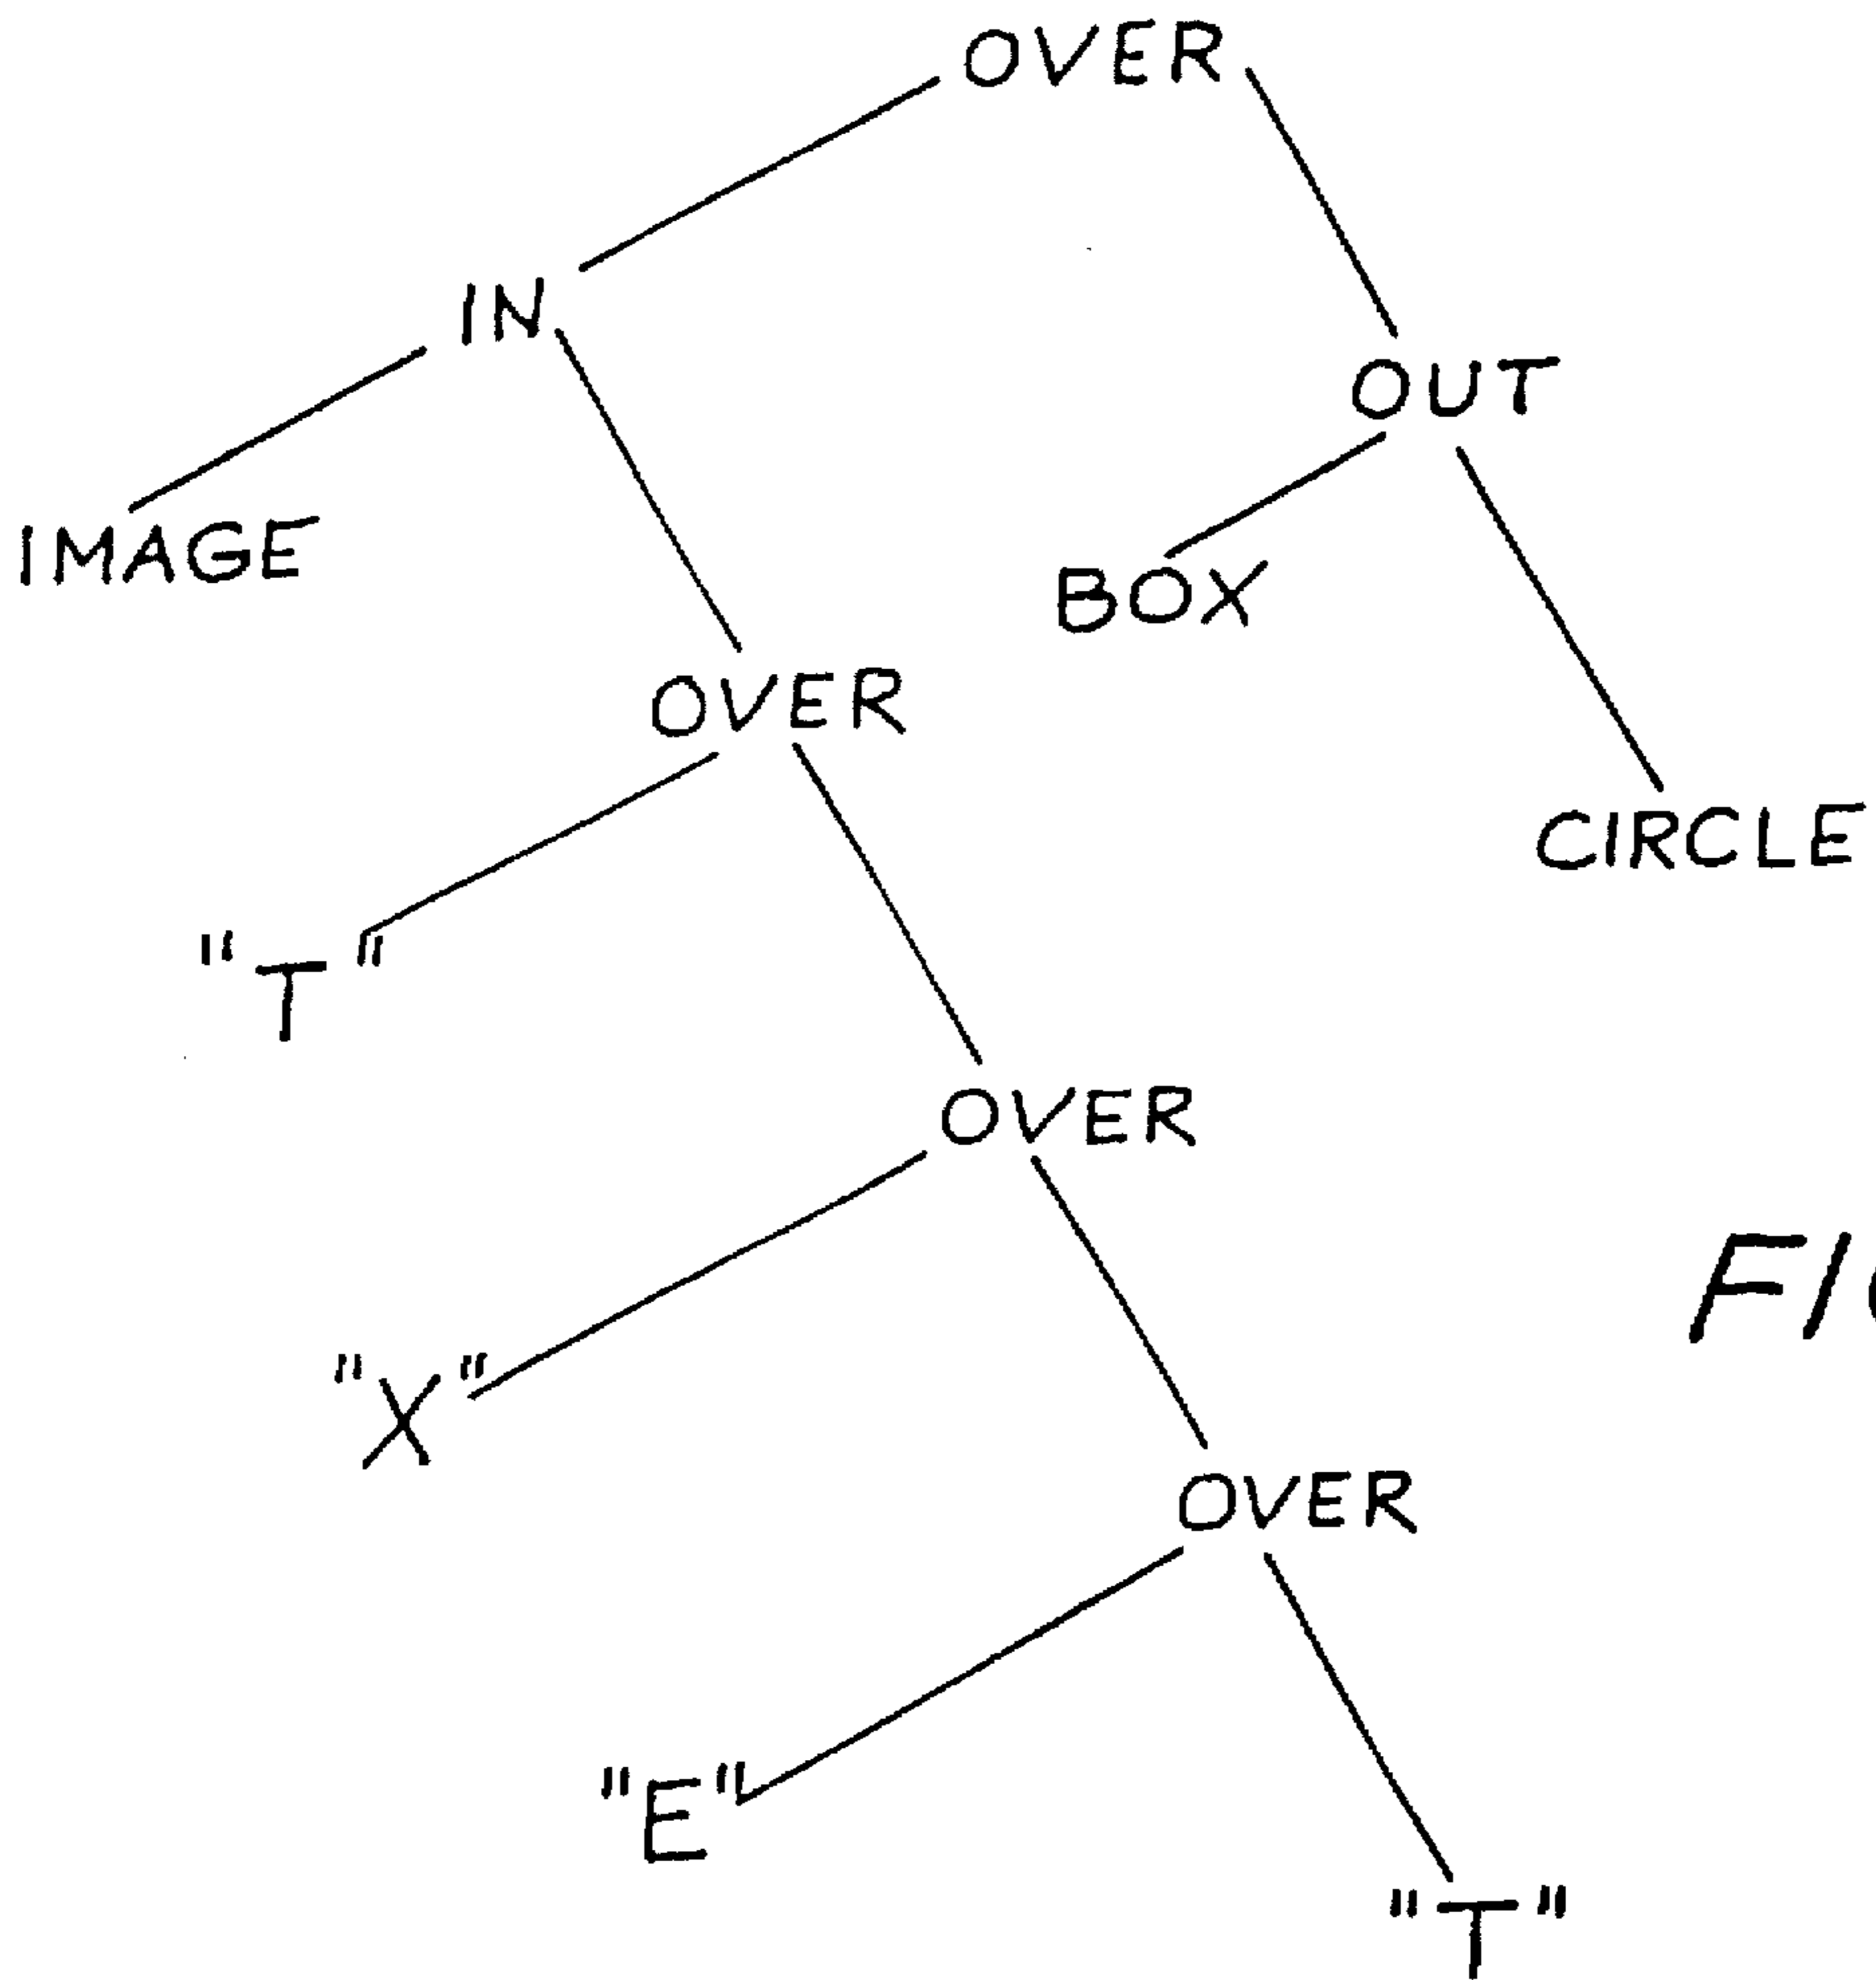 OVER
IN
OUT
IMAGE
BOX
OVER
CIRCLE
"T"
OVER
"X"
OVER
"E"
"T"